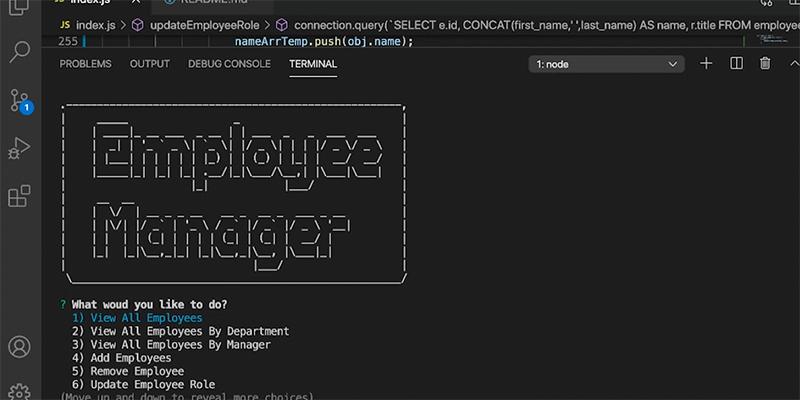 index.js
README.md
JS index.js > updateEmployeeRole > connection.query(`SELECT e.id, CONCAT(first_name,' ',last_name) AS name, r.title FROM employee
255 nameArrTemp.push(obj.name);
PROBLEMS OUTPUT DEBUG CONSOLE TERMINAL 1: node
1
Employee
Manager
? What woud you like to do?
1) View All Employees
2) View All Employees By Department
3) View All Employees By Manager
4) Add Employees
5) Remove Employee
6) Update Employee Role
(Move up and down to reveal more choices)